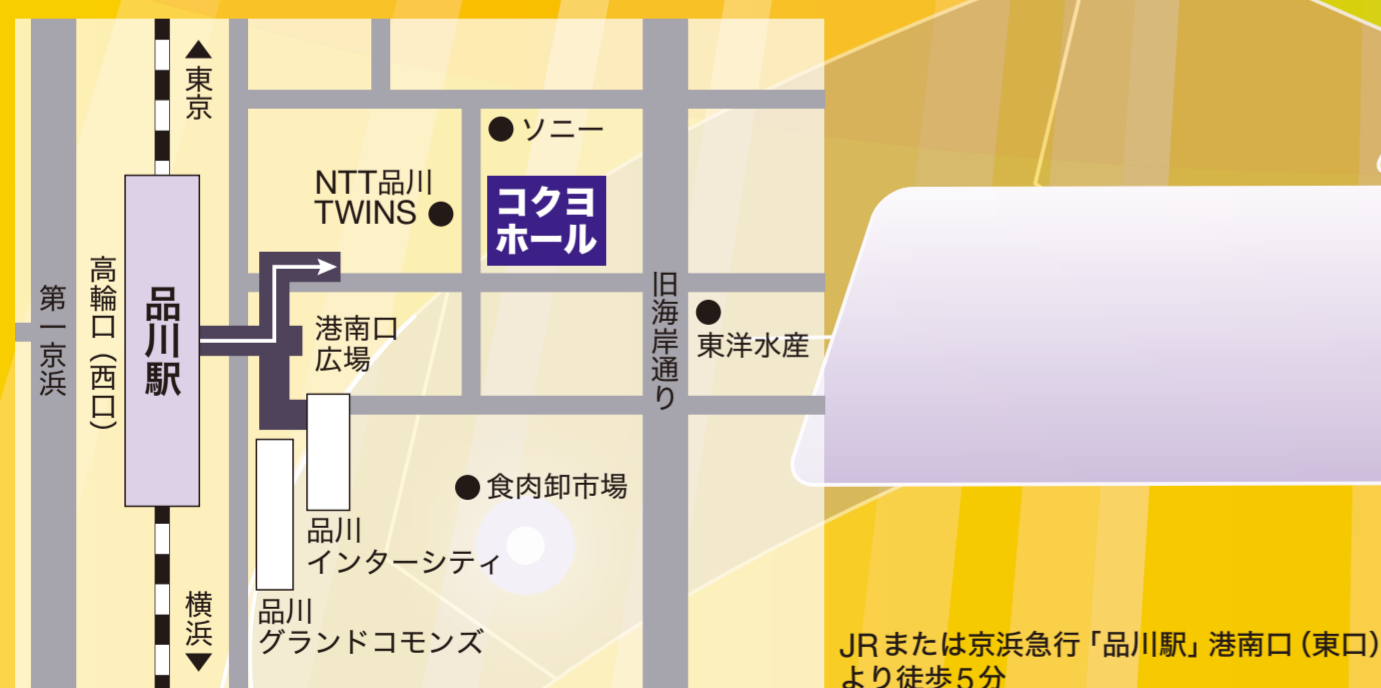 ▲東京
ソニー
NTT品川
TWINS
コクヨ
ホール
第一京浜
高輪口（西口）
品川駅
港南口
広場
旧海岸通り
東洋水産
食肉卸市場
品川
インターシティ
品川
グランドコモンズ
横浜▼
JRまたは京浜急行「品川駅」港南口（東口）
より徒歩5分